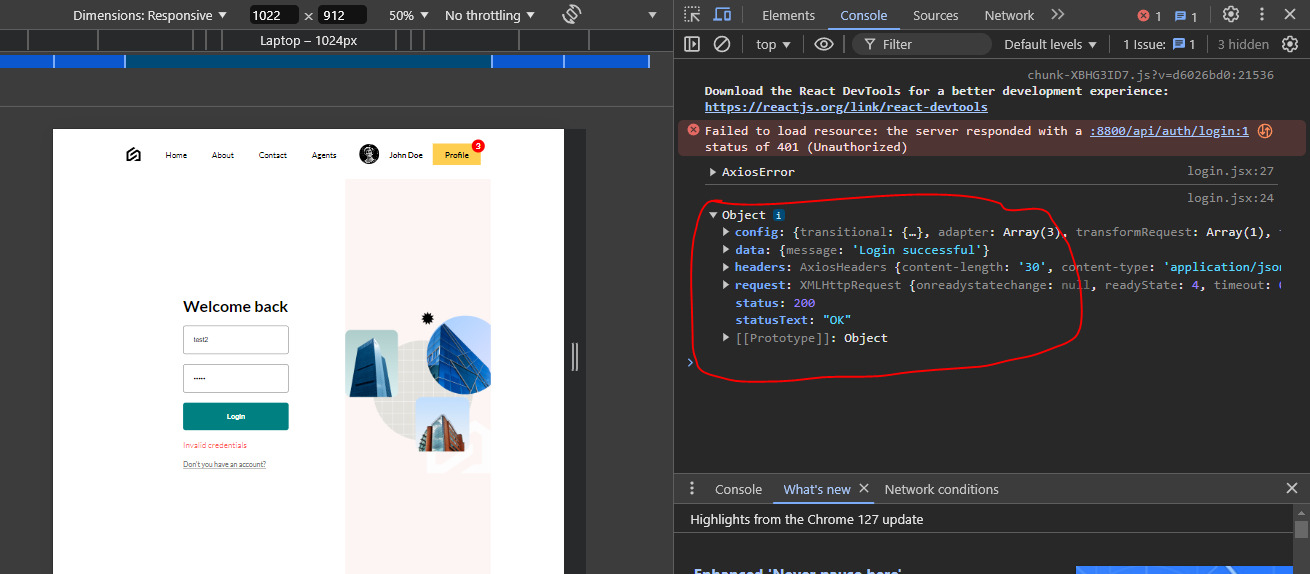 Dimensions: Responsive 1022 x 912 50% No throttling
Laptop – 1024px
Home About Contact Agents John Doe Profile 3
Welcome back
test2
•••••
Login
Invalid credentials
Don't you have an account?
Elements Console Sources Network 1 1
top Filter Default levels 1 Issue: 1 3 hidden
chunk-XBHG3ID7.js?v=d6026bd0:21536
Download the React DevTools for a better development experience:
https://reactjs.org/link/react-devtools
Failed to load resource: the server responded with a :8800/api/auth/login:1
status of 401 (Unauthorized)
AxiosError login.jsx:27
login.jsx:24
Object i
config: {transitional: {…}, adapter: Array(3), transformRequest: Array(1),
data: {message: 'Login successful'}
headers: AxiosHeaders {content-length: '30', content-type: 'application/json
request: XMLHttpRequest {onreadystatechange: null, readyState: 4, timeout:
status: 200
statusText: "OK"
[[Prototype]]: Object
Console What's new Network conditions
Highlights from the Chrome 127 update
Enhanced 'Never pause here'